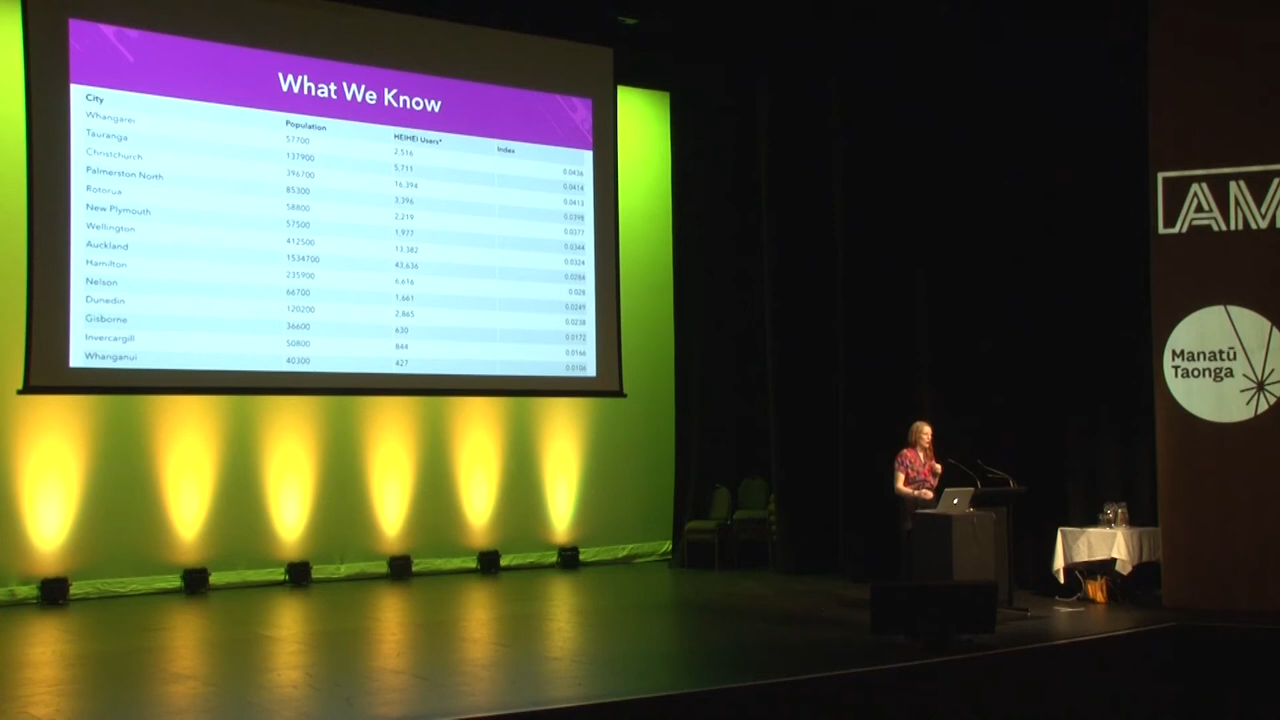 What We Know
City Population HEIHEI Users* Index
Whangarei 57700 2,516 0.0436
Tauranga 137900 5,711 0.0414
Christchurch 396700 16,394 0.0413
Palmerston North 85300 3,396 0.0398
Rotorua 58800 2,219 0.0377
New Plymouth 57500 1,977 0.0344
Wellington 412500 13,382 0.0324
Auckland 1534700 43,636 0.0284
Hamilton 235900 6,616 0.028
Nelson 66700 1,661 0.0249
Dunedin 120200 2,865 0.0238
Gisborne 36600 630 0.0172
Invercargill 50800 844 0.0166
Whanganui 40300 427 0.0106
AM
Manatū
Taonga